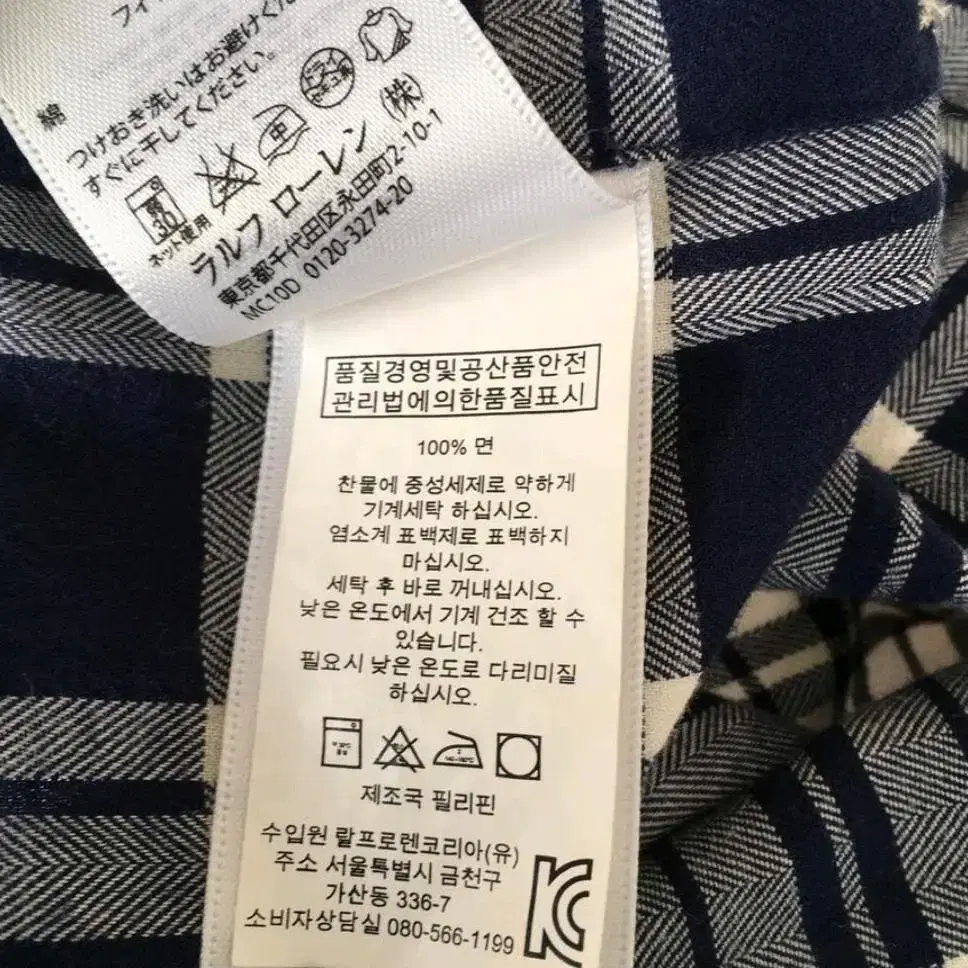 綿
つけおき洗いはお避けくだ
すぐに干してください。
ネット使用
ラルフ ローレン (株)
東京都千代田区永田町2-10-1
MC10D 0120-3274-20
품질경영및공산품안전
관리법에의한품질표시
100% 면
찬물에 중성세제로 약하게
기계세탁 하십시오.
염소계 표백제로 표백하지
마십시오.
세탁 후 바로 꺼내십시오.
낮은 온도에서 기계 건조 할 수
있습니다.
필요시 낮은 온도로 다리미질
하십시오.
제조국 필리핀
수입원 랄프로렌코리아(유)
주소 서울특별시 금천구
가산동 336-7
소비자상담실 080-566-1199